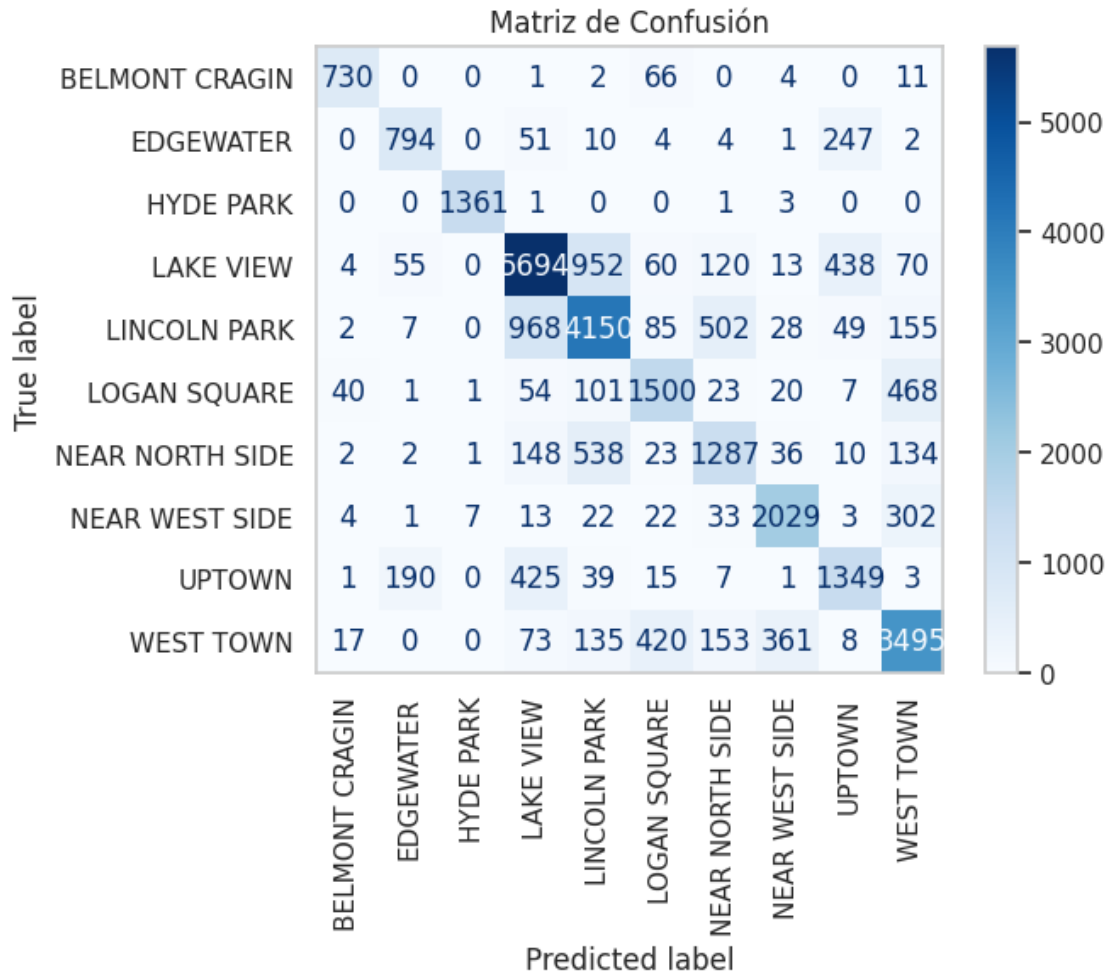 Matriz de Confusión
BELMONT CRAGIN 730 0 0 1 2 66 0 4 0 11
EDGEWATER 0 794 0 51 10 4 4 1 247 2
HYDE PARK 0 0 1361 1 0 0 1 3 0 0
LAKE VIEW 4 55 0 5694 952 60 120 13 438 70
LINCOLN PARK 2 7 0 968 4150 85 502 28 49 155
LOGAN SQUARE 40 1 1 54 101 1500 23 20 7 468
NEAR NORTH SIDE 2 2 1 148 538 23 1287 36 10 134
NEAR WEST SIDE 4 1 7 13 22 22 33 2029 3 302
UPTOWN 1 190 0 425 39 15 7 1 1349 3
WEST TOWN 17 0 0 73 135 420 153 361 8 3495
True label
BELMONT CRAGIN
EDGEWATER
HYDE PARK
LAKE VIEW
LINCOLN PARK
LOGAN SQUARE
NEAR NORTH SIDE
NEAR WEST SIDE
UPTOWN
WEST TOWN
Predicted label
5000
4000
3000
2000
1000
0